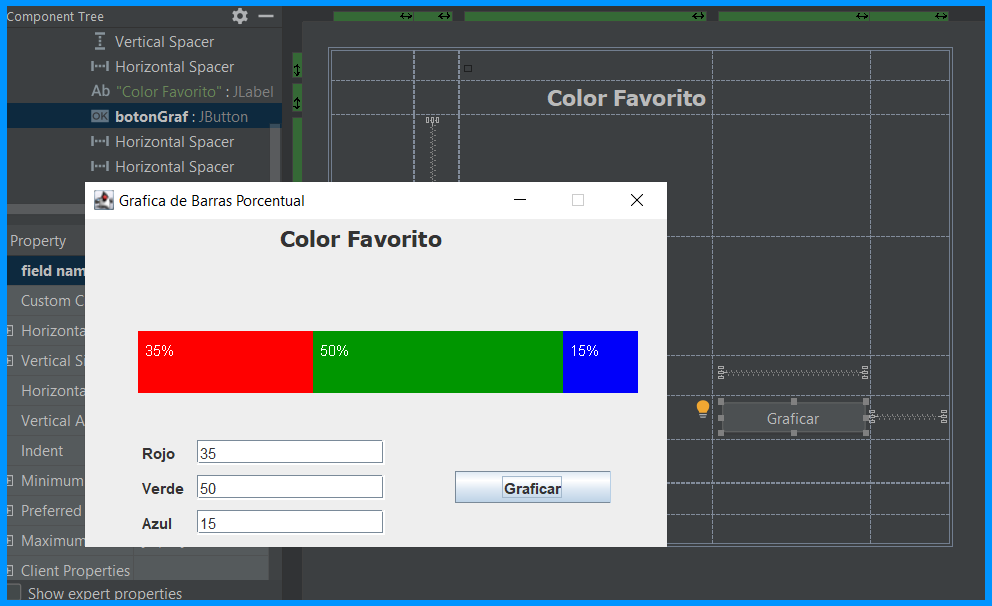 Component Tree
Vertical Spacer
Horizontal Spacer
Ab "Color Favorito" : JLabel
OK botonGraf : JButton
Horizontal Spacer
Horizontal Spacer
Color Favorito
Graficar
Property
field nam
Custom C
Horizonta
Vertical Si
Horizonta
Vertical A
Indent
Minimum
Preferred
Maximum
Client Properties
Show expert properties
Grafica de Barras Porcentual
Color Favorito
35%
50%
15%
Rojo 35
Verde 50
Azul 15
Graficar